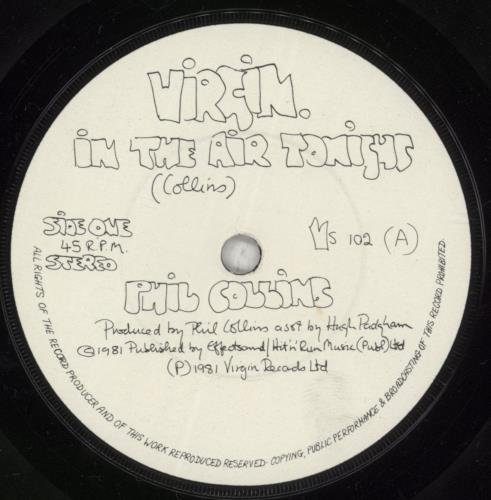 VIRGIN.
IN THE AIR TONIGHT
(Collins)
SIDE ONE
45 R.P.M.
STEREO
VS 102 (A)
PHIL COLLINS
Produced by Phil Collins asst by Hugh Padgham
©1981 Published by Effectsound/Hit'n'Run Music (Publ) Ltd
(P) 1981 Virgin Records Ltd
ALL RIGHTS OF THE RECORD PRODUCER AND OF THIS WORK REPRODUCED RESERVED - COPYING, PUBLIC PERFORMANCE & BROADCASTING OF THIS RECORD PROHIBITED.